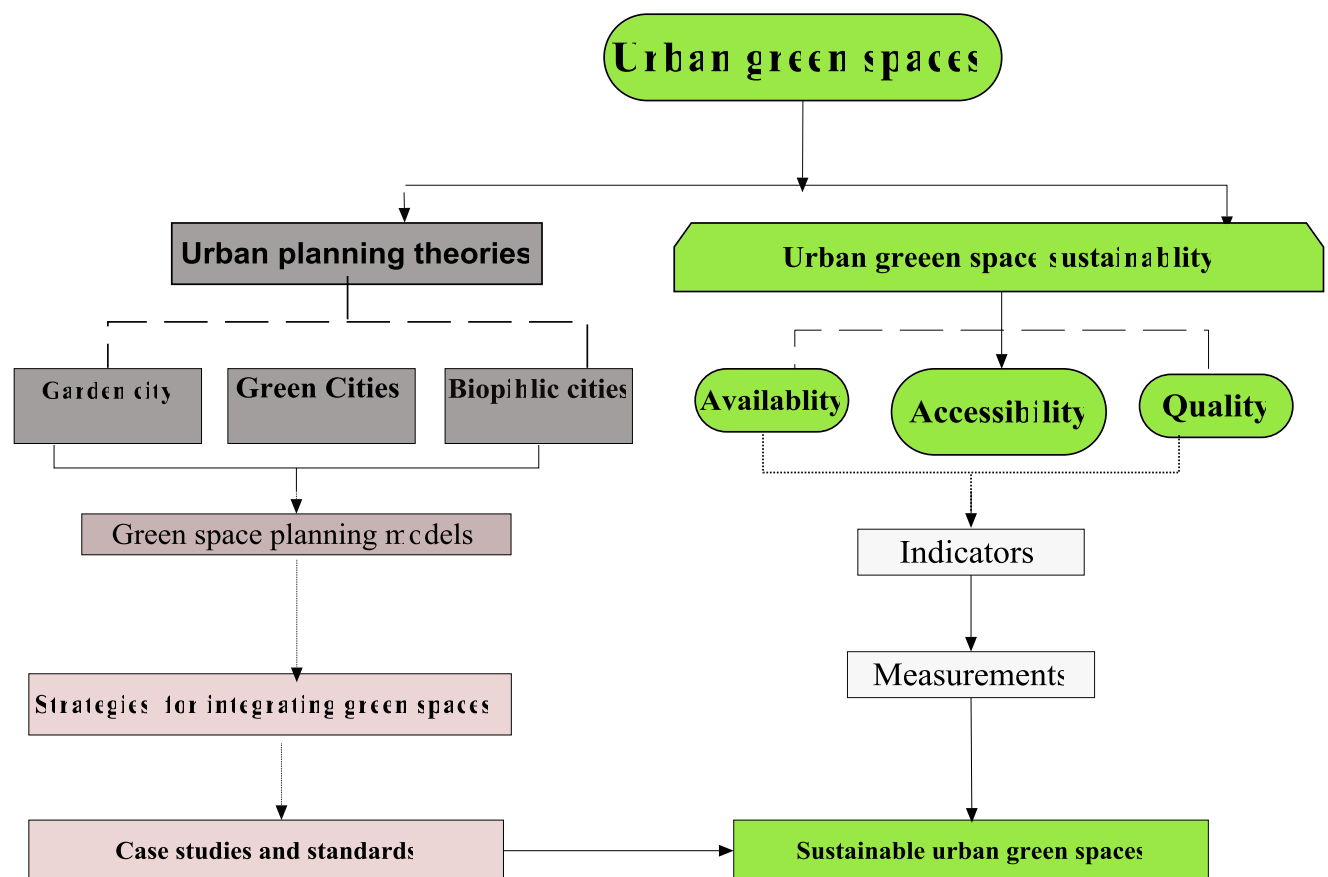 Urban green spaces
Urban planning theories
Urban greeen space sustainablity
Garden city
Green Cities
Biopihlic cities
Availablity
Accessibility
Quality
Green space planning models
Indicators
Measurements
Strategies for integrating green spaces
Case studies and standards
Sustainable urban green spaces